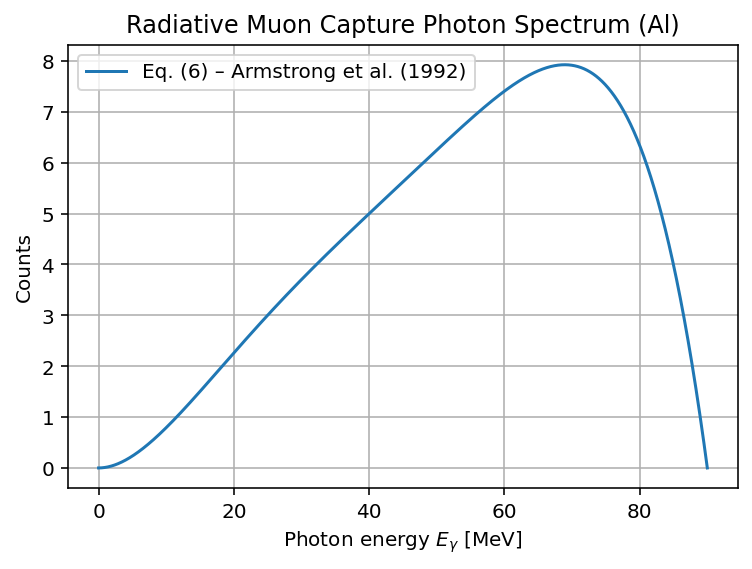 Radiative Muon Capture Photon Spectrum (Al)
Eq. (6) – Armstrong et al. (1992)
8
7
6
5
4
3
2
1
0
Counts
0 20 40 60 80
Photon energy $E_\gamma$ [MeV]